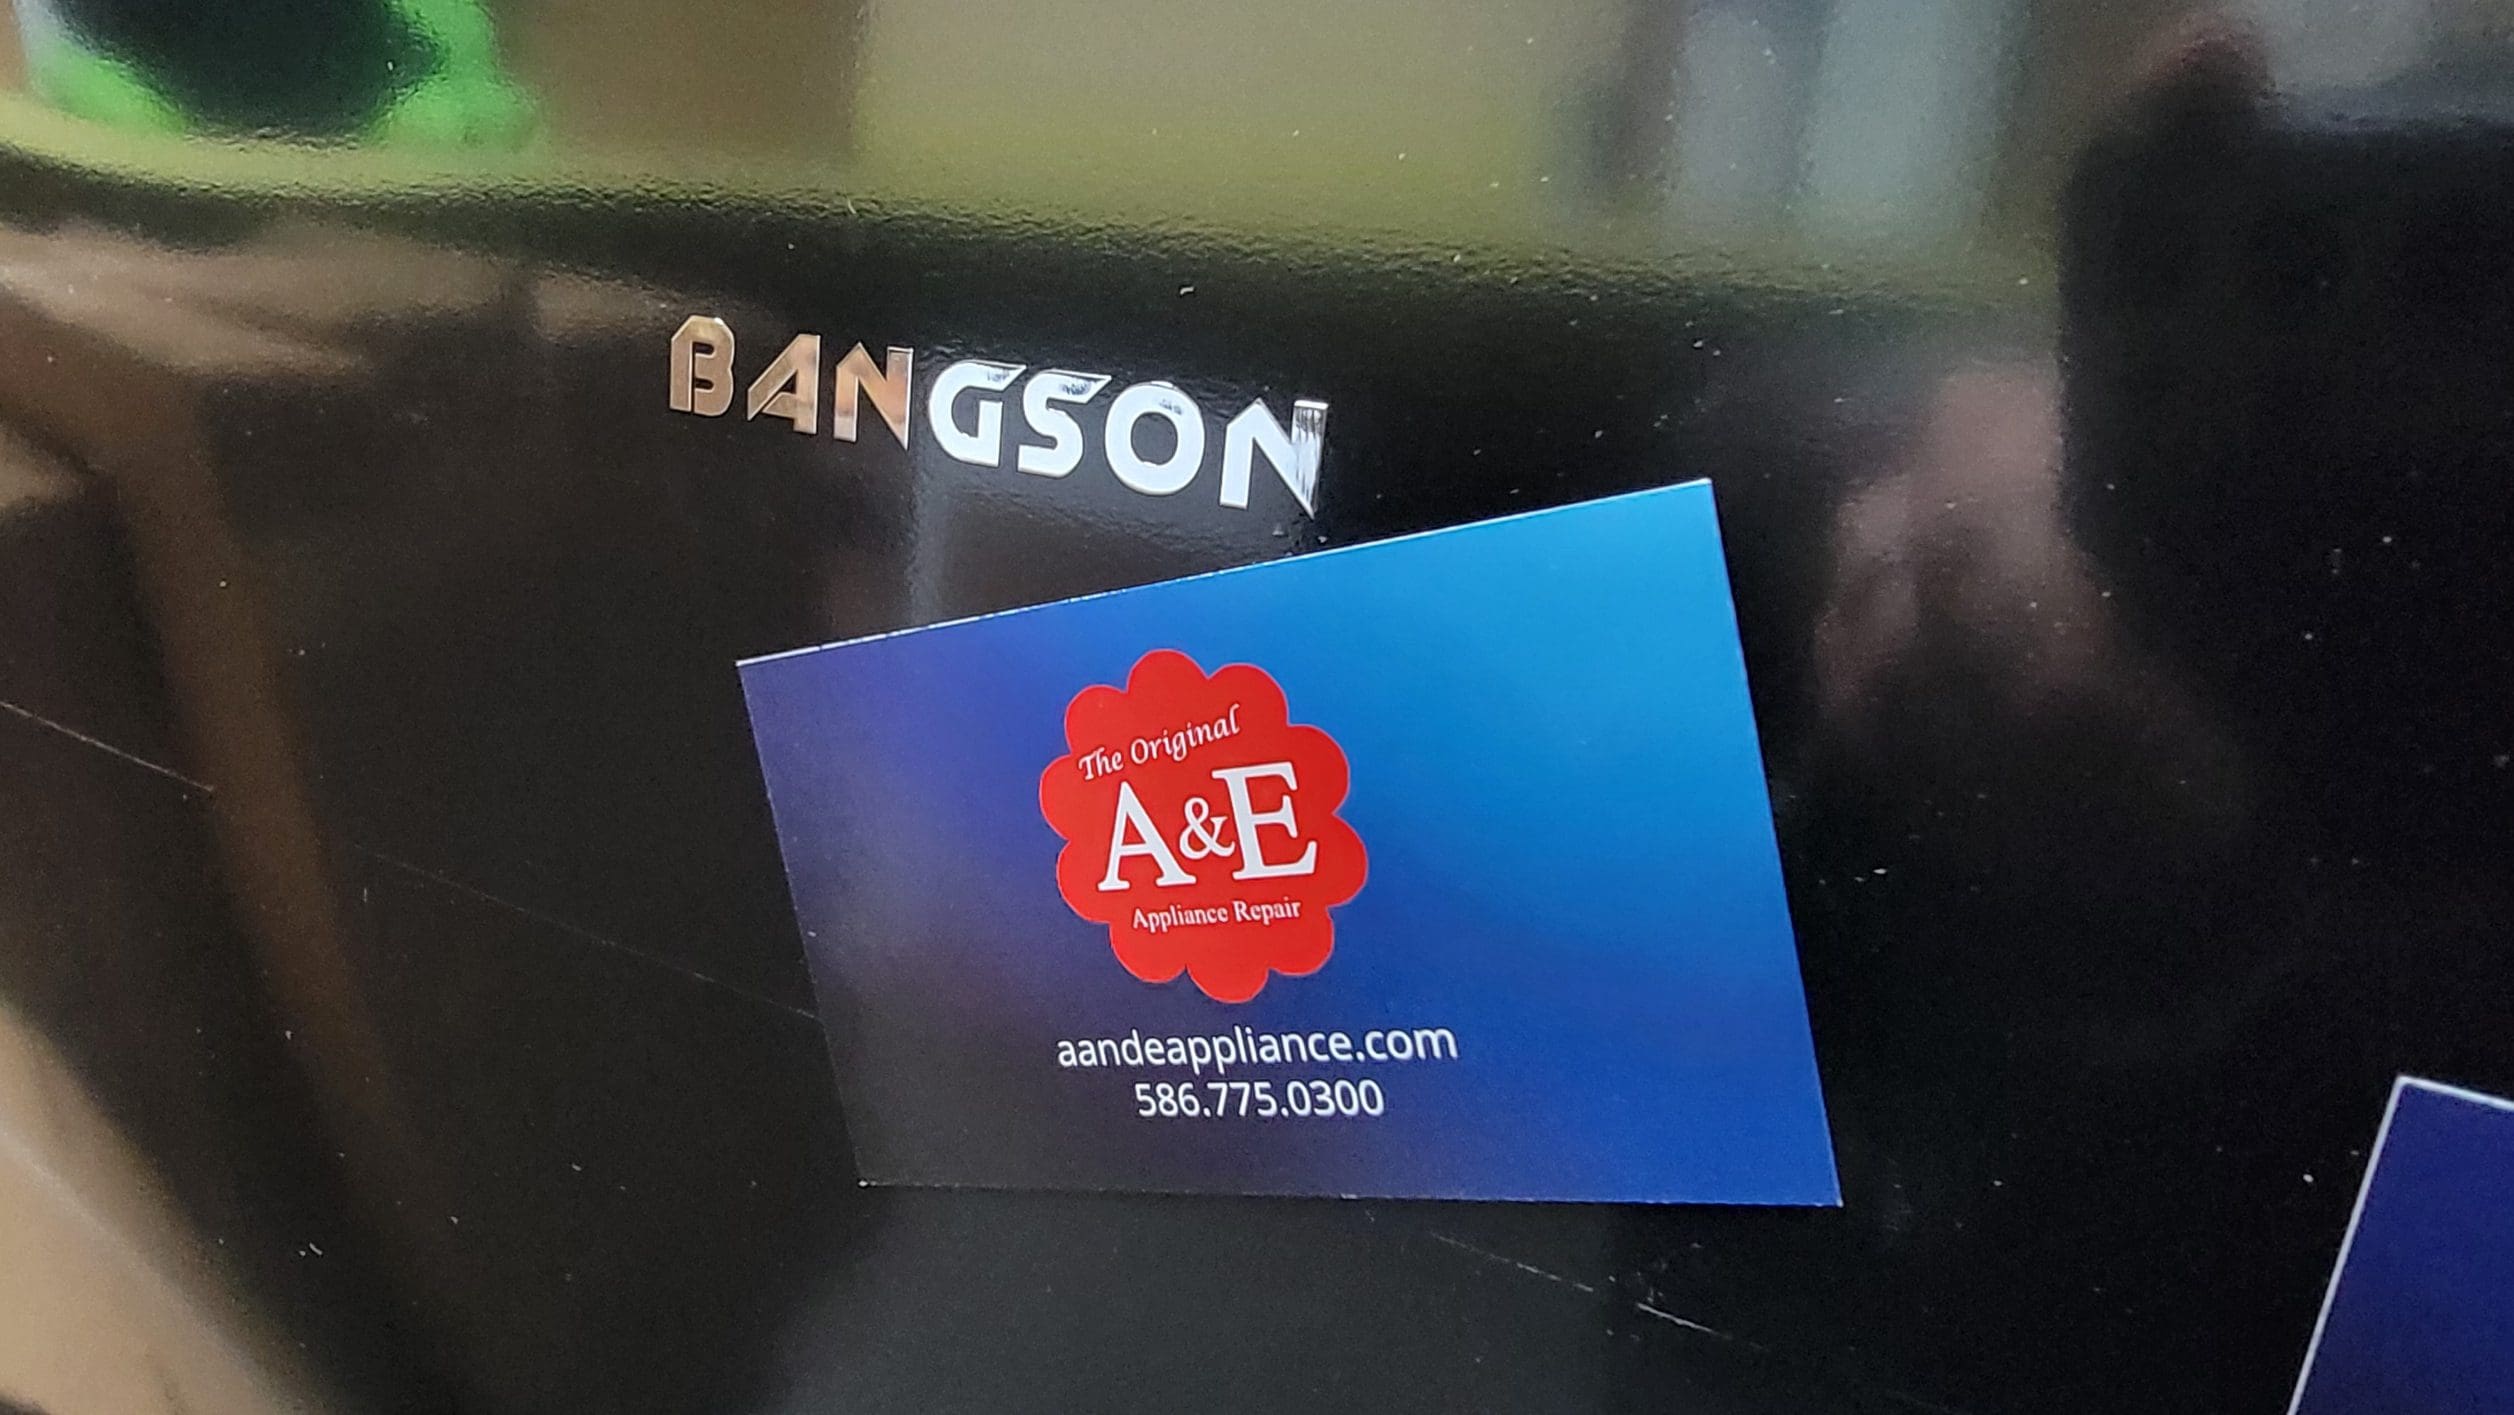 BANGSON
The Original
A&E
Appliance Repair
aandeappliance.com
586.775.0300